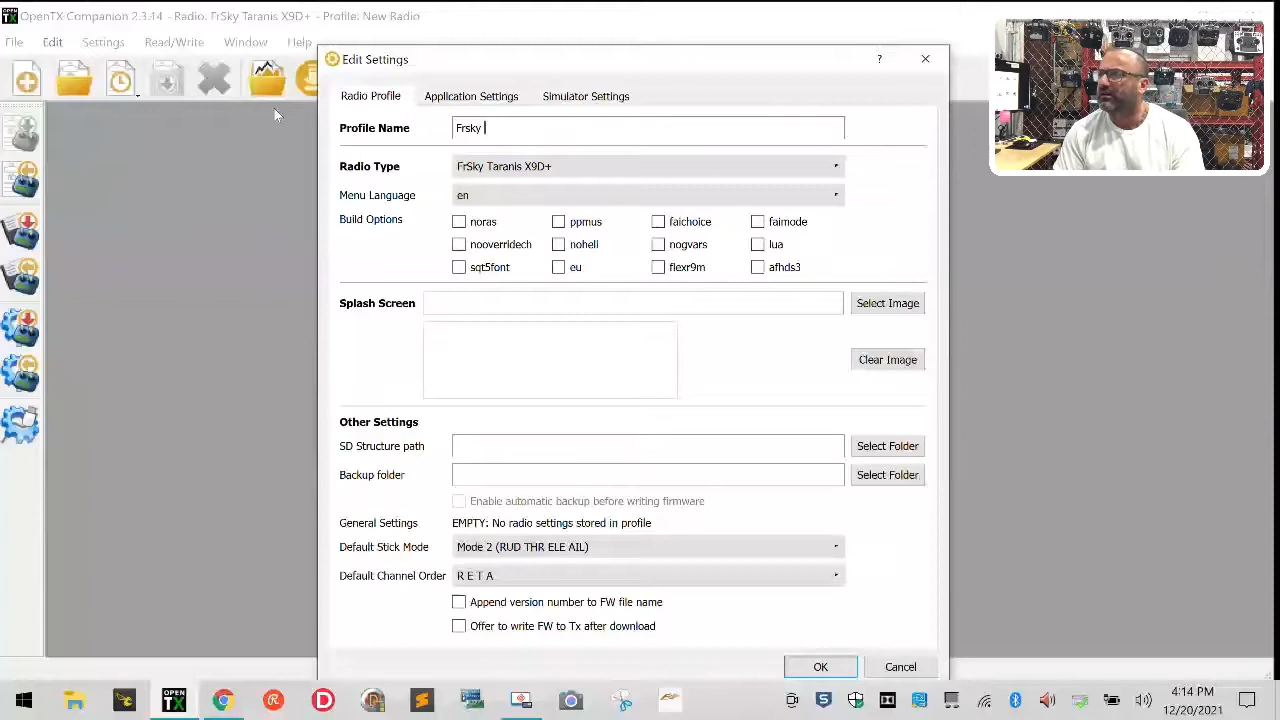 OPEN TX OpenTX Companion 2.3.14 - Radio: FrSky Taranis X9D+ - Profile: New Radio
File Edit Settings Read/Write Window Help
Edit Settings ?
Radio Profile Application Settings Simulator Settings
Profile Name Frsky
Radio Type FrSky Taranis X9D+
Menu Language en
Build Options noras ppmus faichoice faimode
nooverridech noheli nogvars lua
sqt5font eu flexr9m afhds3
Splash Screen Select Image
Clear Image
Other Settings
SD Structure path Select Folder
Backup folder Select Folder
Enable automatic backup before writing firmware
General Settings EMPTY: No radio settings stored in profile
Default Stick Mode Mode 2 (RUD THR ELE AIL)
Default Channel Order R E T A
Append version number to FW file name
Offer to write FW to Tx after download
OK Cancel
OPEN TX
4:14 PM
12/20/2021